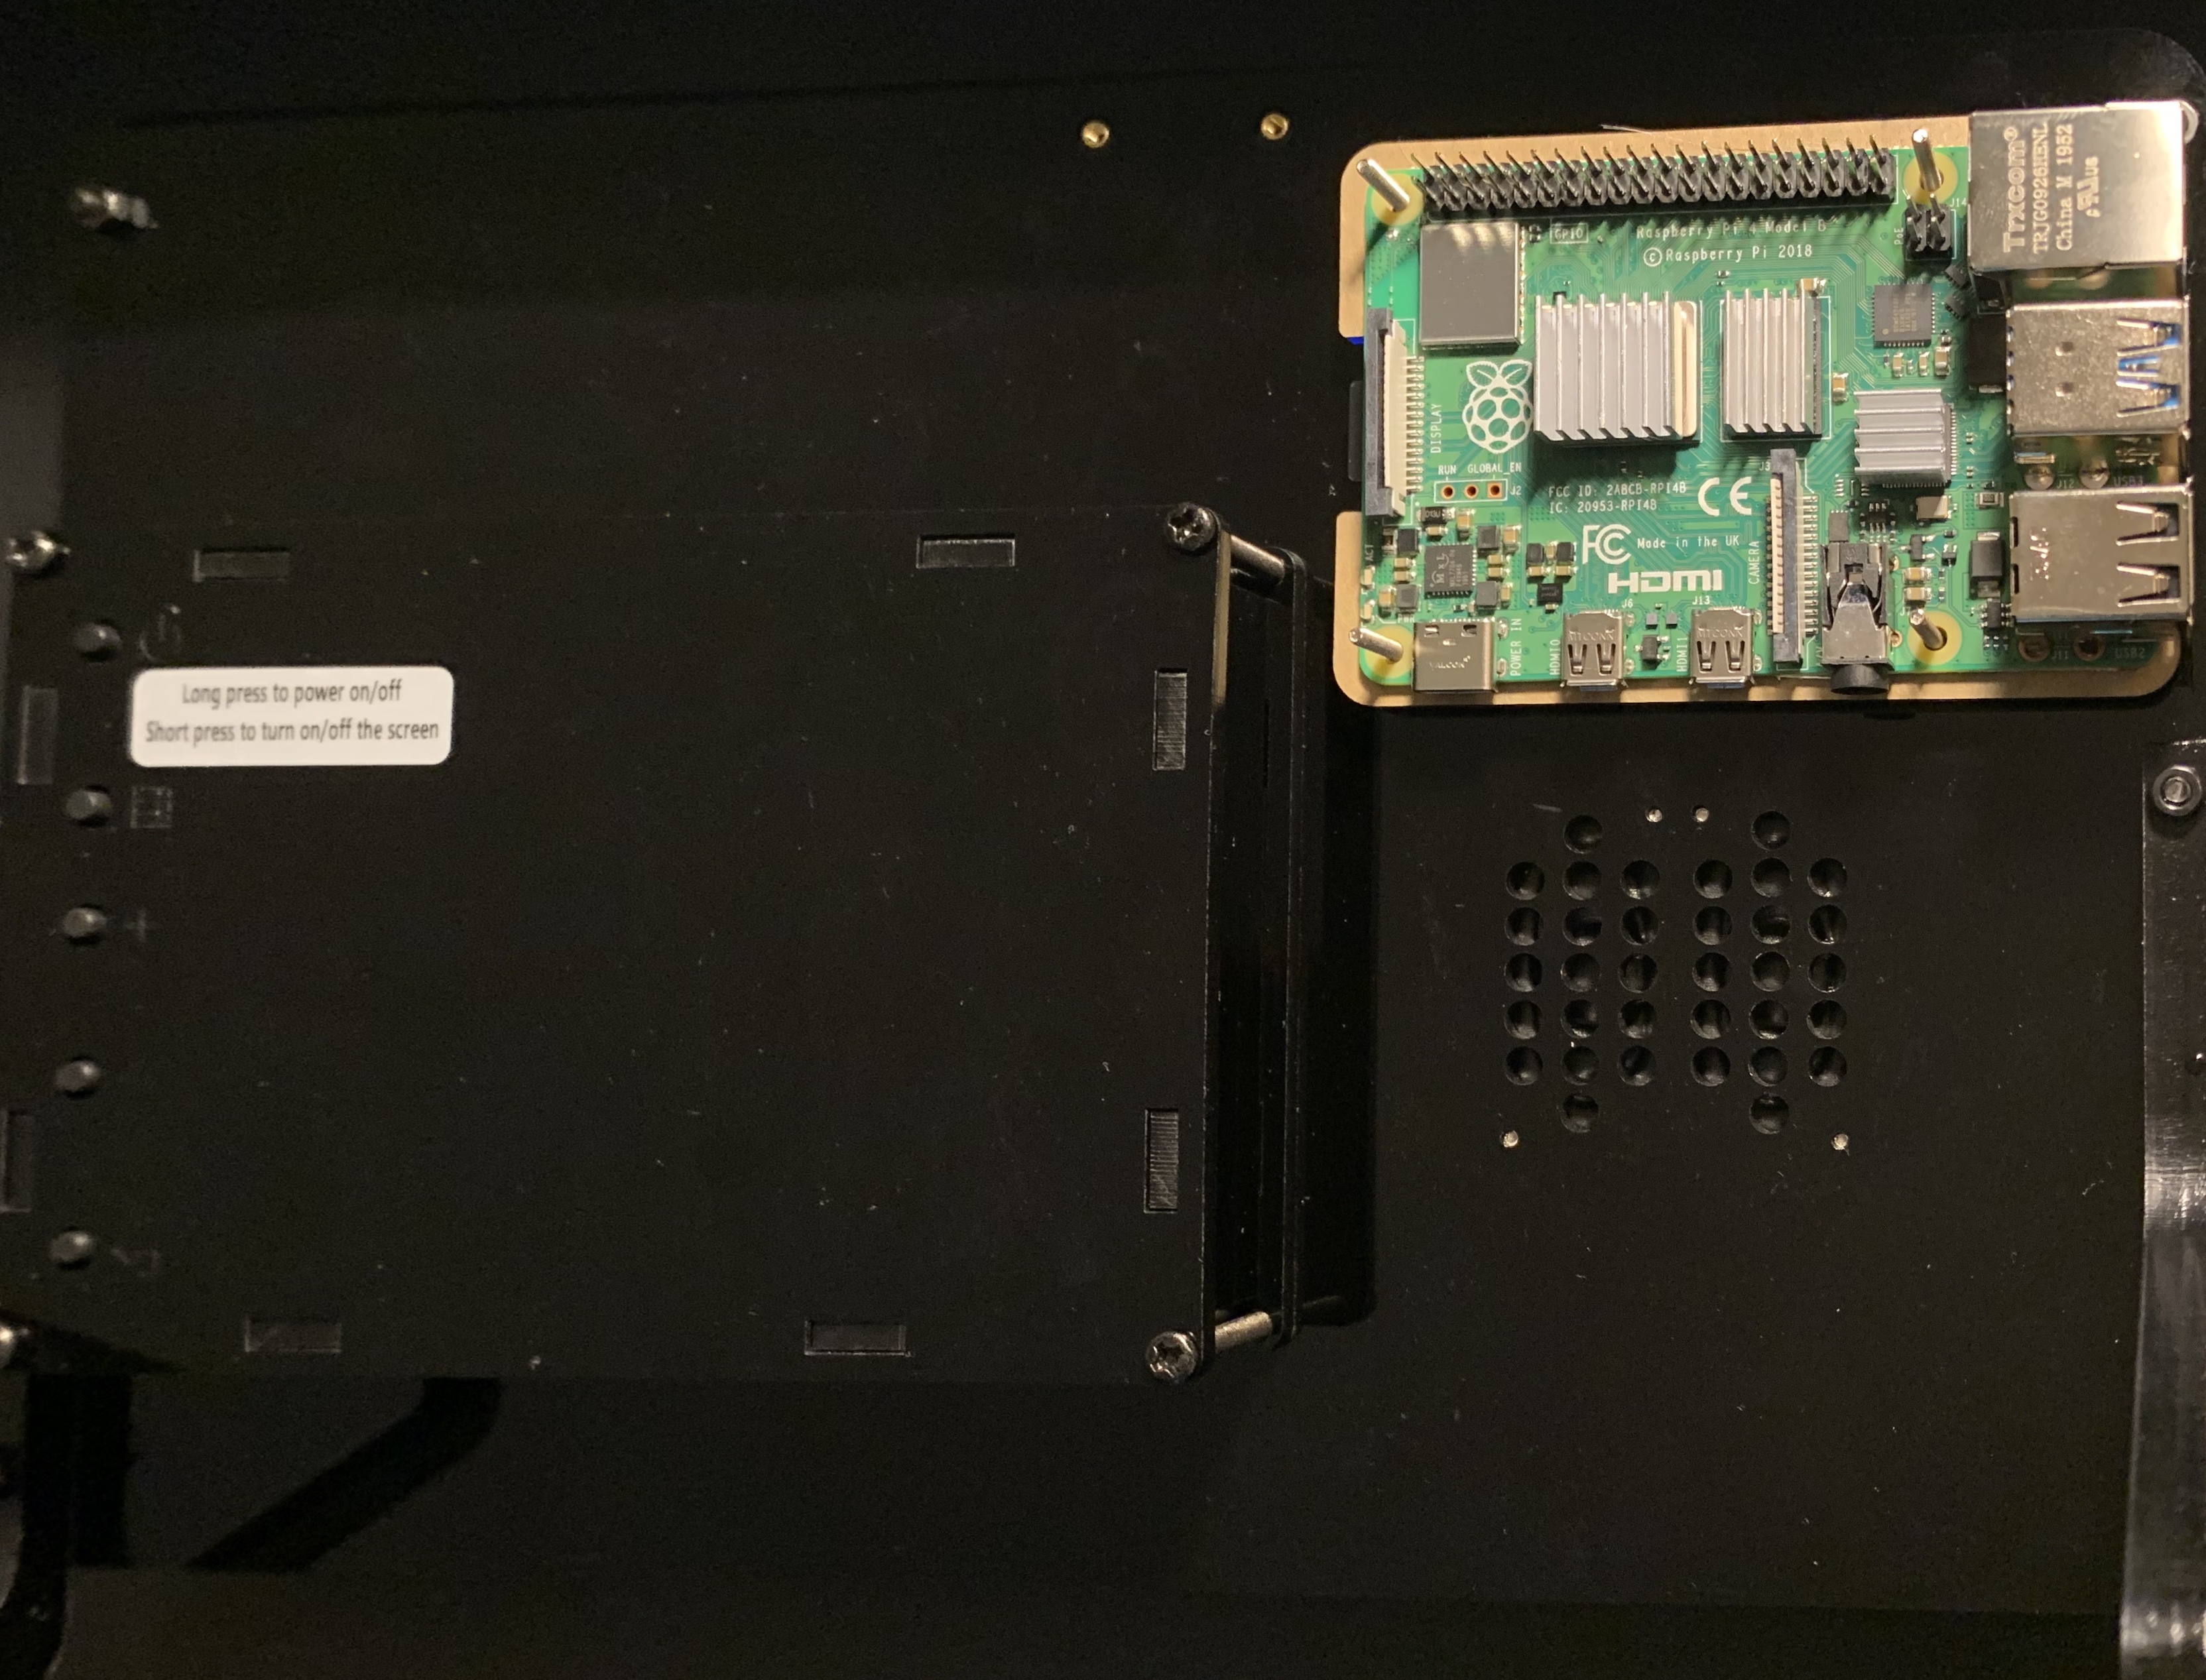 Long press to power on/off
Short press to turn on/off the screen
GPIO
Raspberry Pi 4 Model B
© Raspberry Pi 2018
PoE
J14
Trxcom®
TRJG0926HENL
China M 1952
DISPLAY
RUN GLOBAL_EN
J2
FCC ID: 2ABCB-RPI4B
IC: 20953-RPI4B
CE
FC Made in the UK
HDMI
CAMERA
POWER IN
HDMI0
J6
HDMI1
J13
J12
USB3
J11
USB2